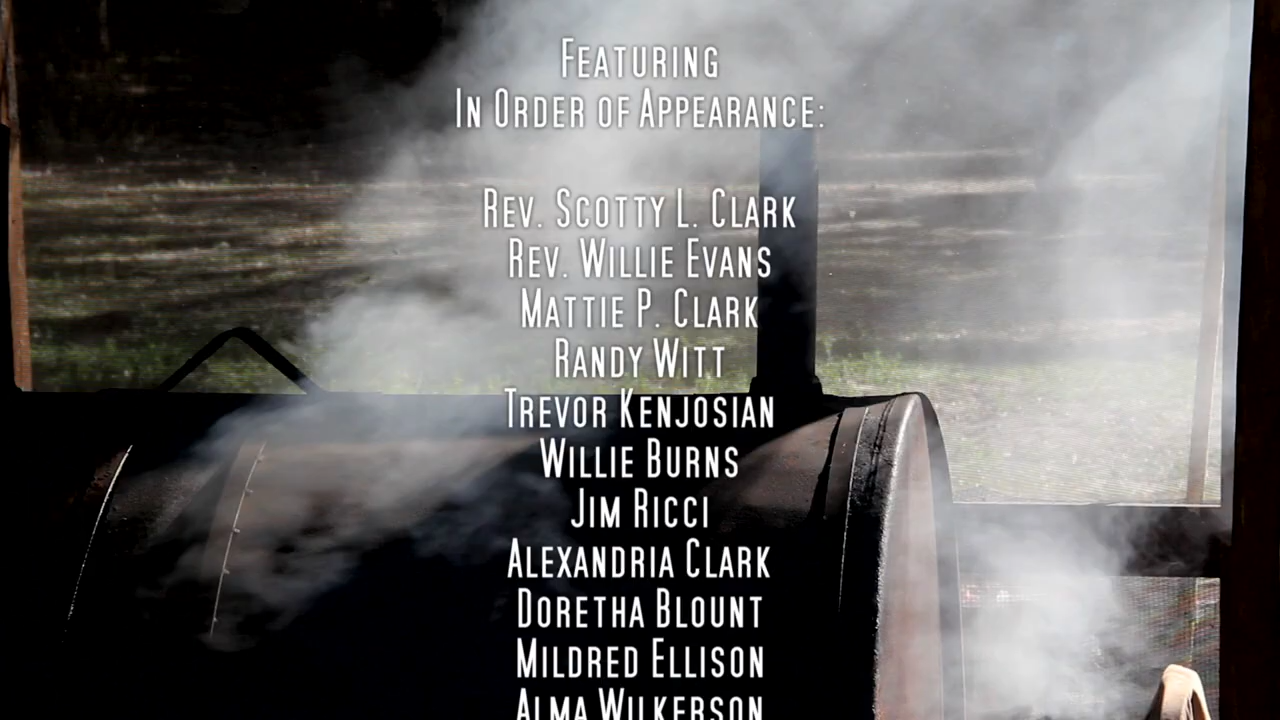 Featuring
In Order of Appearance:
Rev. Scotty L. Clark
Rev. Willie Evans
Mattie P. Clark
Randy Witt
Trevor Kenjosian
Willie Burns
Jim Ricci
Alexandria Clark
Doretha Blount
Mildred Ellison
Alma Wilkerson